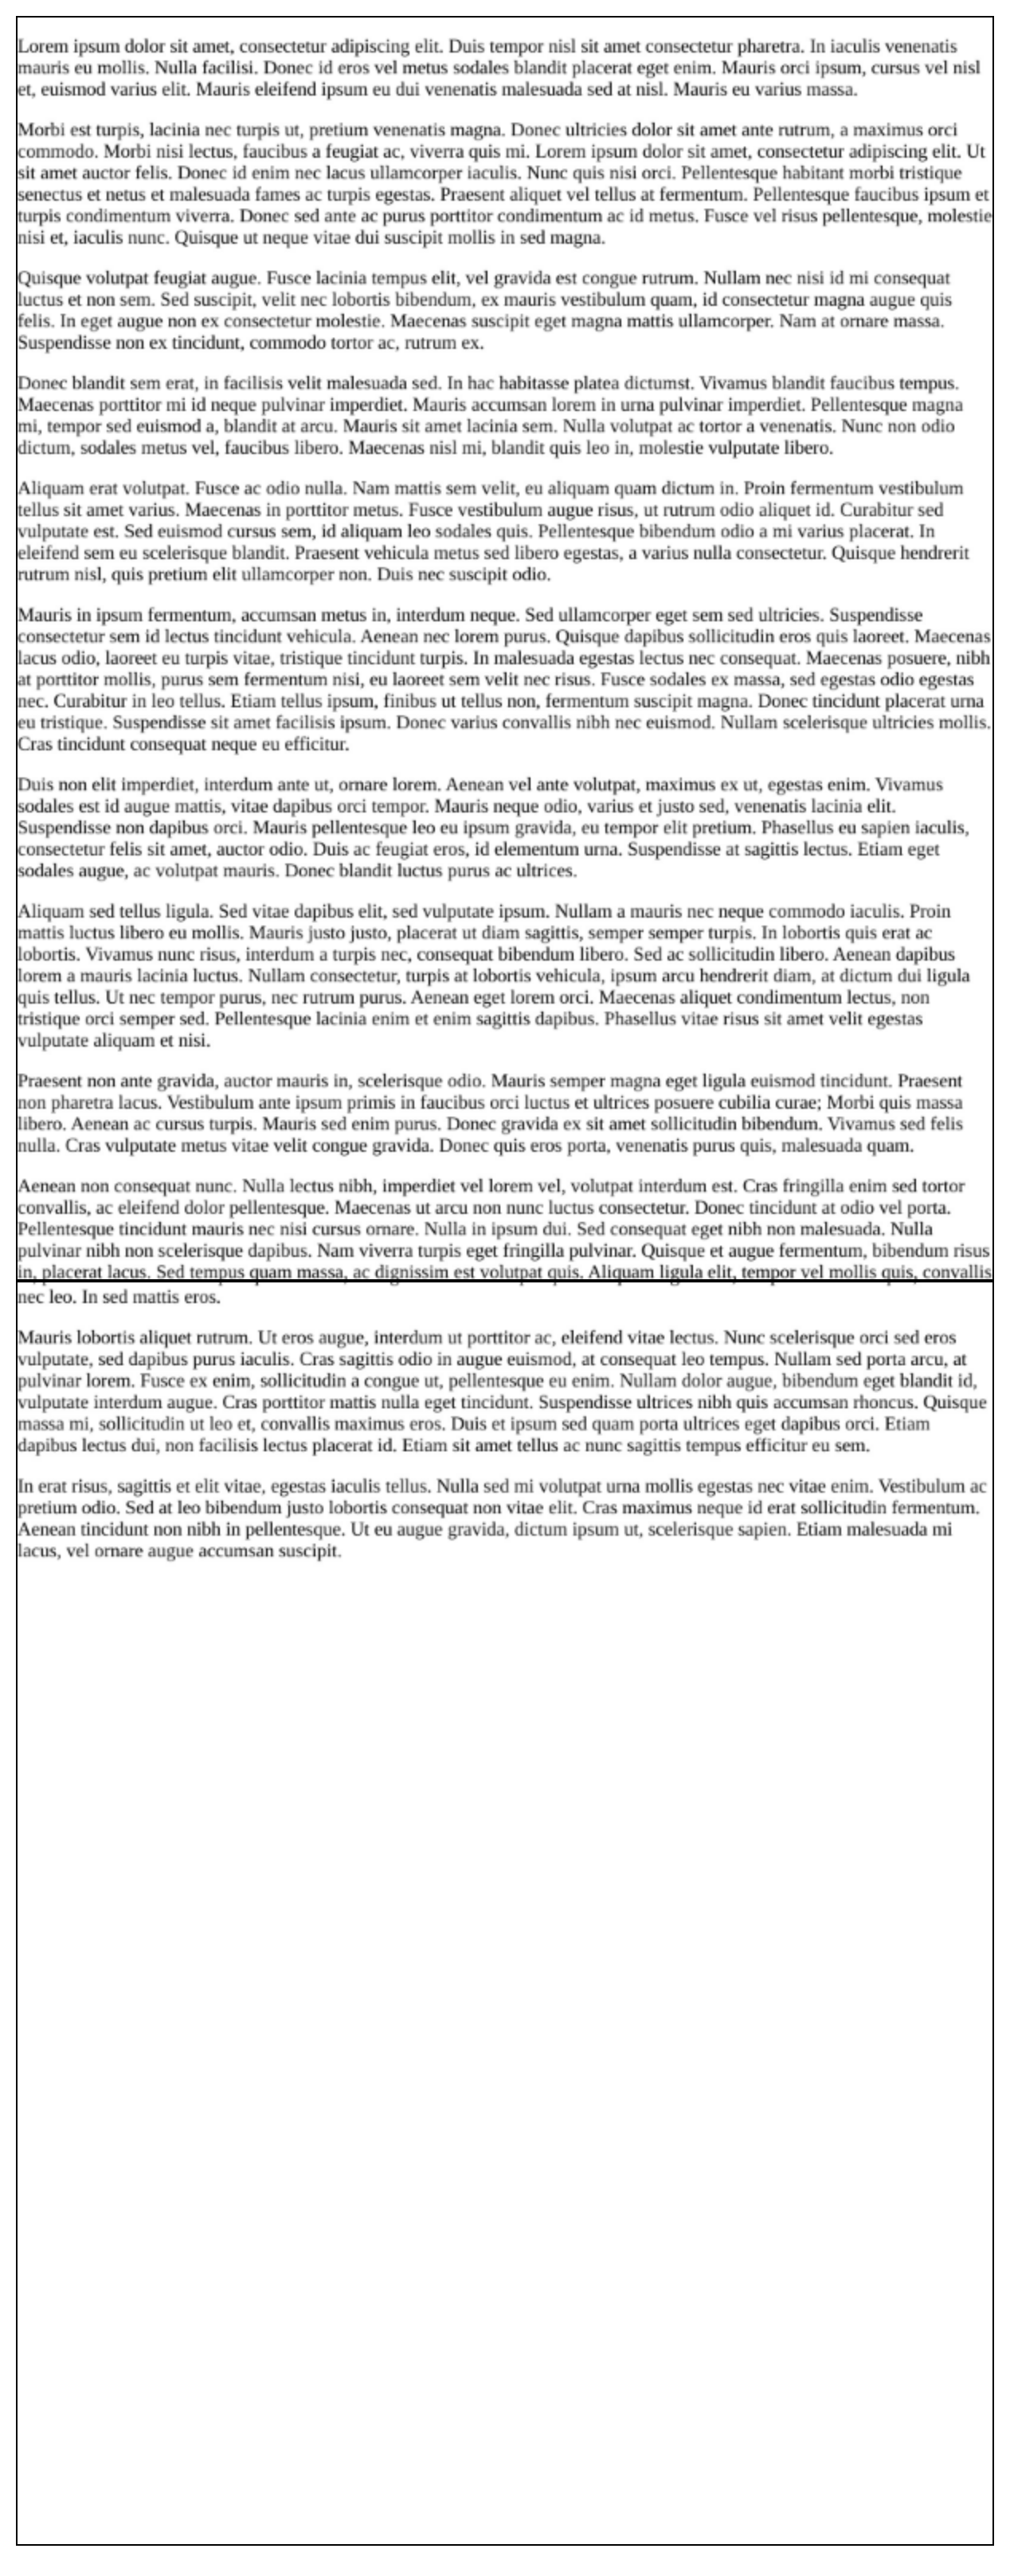 Lorem ipsum dolor sit amet, consectetur adipiscing elit. Duis tempor nisl sit amet consectetur pharetra. In iaculis venenatis
mauris eu mollis. Nulla facilisi. Donec id eros vel metus sodales blandit placerat eget enim. Mauris orci ipsum, cursus vel nisl
et, euismod varius elit. Mauris eleifend ipsum eu dui venenatis malesuada sed at nisl. Mauris eu varius massa.
Morbi est turpis, lacinia nec turpis ut, pretium venenatis magna. Donec ultricies dolor sit amet ante rutrum, a maximus orci
commodo. Morbi nisi lectus, faucibus a feugiat ac, viverra quis mi. Lorem ipsum dolor sit amet, consectetur adipiscing elit. Ut
sit amet auctor felis. Donec id enim nec lacus ullamcorper iaculis. Nunc quis nisi orci. Pellentesque habitant morbi tristique
senectus et netus et malesuada fames ac turpis egestas. Praesent aliquet vel tellus at fermentum. Pellentesque faucibus ipsum et
turpis condimentum viverra. Donec sed ante ac purus porttitor condimentum ac id metus. Fusce vel risus pellentesque, molestie
nisi et, iaculis nunc. Quisque ut neque vitae dui suscipit mollis in sed magna.
Quisque volutpat feugiat augue. Fusce lacinia tempus elit, vel gravida est congue rutrum. Nullam nec nisi id mi consequat
luctus et non sem. Sed suscipit, velit nec lobortis bibendum, ex mauris vestibulum quam, id consectetur magna augue quis
felis. In eget augue non ex consectetur molestie. Maecenas suscipit eget magna mattis ullamcorper. Nam at ornare massa.
Suspendisse non ex tincidunt, commodo tortor ac, rutrum ex.
Donec blandit sem erat, in facilisis velit malesuada sed. In hac habitasse platea dictumst. Vivamus blandit faucibus tempus.
Maecenas porttitor mi id neque pulvinar imperdiet. Mauris accumsan lorem in urna pulvinar imperdiet. Pellentesque magna
mi, tempor sed euismod a, blandit at arcu. Mauris sit amet lacinia sem. Nulla volutpat ac tortor a venenatis. Nunc non odio
dictum, sodales metus vel, faucibus libero. Maecenas nisl mi, blandit quis leo in, molestie vulputate libero.
Aliquam erat volutpat. Fusce ac odio nulla. Nam mattis sem velit, eu aliquam quam dictum in. Proin fermentum vestibulum
tellus sit amet varius. Maecenas in porttitor metus. Fusce vestibulum augue risus, ut rutrum odio aliquet id. Curabitur sed
vulputate est. Sed euismod cursus sem, id aliquam leo sodales quis. Pellentesque bibendum odio a mi varius placerat. In
eleifend sem eu scelerisque blandit. Praesent vehicula metus sed libero egestas, a varius nulla consectetur. Quisque hendrerit
rutrum nisl, quis pretium elit ullamcorper non. Duis nec suscipit odio.
Mauris in ipsum fermentum, accumsan metus in, interdum neque. Sed ullamcorper eget sem sed ultricies. Suspendisse
consectetur sem id lectus tincidunt vehicula. Aenean nec lorem purus. Quisque dapibus sollicitudin eros quis laoreet. Maecenas
lacus odio, laoreet eu turpis vitae, tristique tincidunt turpis. In malesuada egestas lectus nec consequat. Maecenas posuere, nibh
at porttitor mollis, purus sem fermentum nisi, eu laoreet sem velit nec risus. Fusce sodales ex massa, sed egestas odio egestas
nec. Curabitur in leo tellus. Etiam tellus ipsum, finibus ut tellus non, fermentum suscipit magna. Donec tincidunt placerat urna
eu tristique. Suspendisse sit amet facilisis ipsum. Donec varius convallis nibh nec euismod. Nullam scelerisque ultricies mollis.
Cras tincidunt consequat neque eu efficitur.
Duis non elit imperdiet, interdum ante ut, ornare lorem. Aenean vel ante volutpat, maximus ex ut, egestas enim. Vivamus
sodales est id augue mattis, vitae dapibus orci tempor. Mauris neque odio, varius et justo sed, venenatis lacinia elit.
Suspendisse non dapibus orci. Mauris pellentesque leo eu ipsum gravida, eu tempor elit pretium. Phasellus eu sapien iaculis,
consectetur felis sit amet, auctor odio. Duis ac feugiat eros, id elementum urna. Suspendisse at sagittis lectus. Etiam eget
sodales augue, ac volutpat mauris. Donec blandit luctus purus ac ultrices.
Aliquam sed tellus ligula. Sed vitae dapibus elit, sed vulputate ipsum. Nullam a mauris nec neque commodo iaculis. Proin
mattis luctus libero eu mollis. Mauris justo justo, placerat ut diam sagittis, semper semper turpis. In lobortis quis erat ac
lobortis. Vivamus nunc risus, interdum a turpis nec, consequat bibendum libero. Sed ac sollicitudin libero. Aenean dapibus
lorem a mauris lacinia luctus. Nullam consectetur, turpis at lobortis vehicula, ipsum arcu hendrerit diam, at dictum dui ligula
quis tellus. Ut nec tempor purus, nec rutrum purus. Aenean eget lorem orci. Maecenas aliquet condimentum lectus, non
tristique orci semper sed. Pellentesque lacinia enim et enim sagittis dapibus. Phasellus vitae risus sit amet velit egestas
vulputate aliquam et nisi.
Praesent non ante gravida, auctor mauris in, scelerisque odio. Mauris semper magna eget ligula euismod tincidunt. Praesent
non pharetra lacus. Vestibulum ante ipsum primis in faucibus orci luctus et ultrices posuere cubilia curae; Morbi quis massa
libero. Aenean ac cursus turpis. Mauris sed enim purus. Donec gravida ex sit amet sollicitudin bibendum. Vivamus sed felis
nulla. Cras vulputate metus vitae velit congue gravida. Donec quis eros porta, venenatis purus quis, malesuada quam.
Aenean non consequat nunc. Nulla lectus nibh, imperdiet vel lorem vel, volutpat interdum est. Cras fringilla enim sed tortor
convallis, ac eleifend dolor pellentesque. Maecenas ut arcu non nunc luctus consectetur. Donec tincidunt at odio vel porta.
Pellentesque tincidunt mauris nec nisi cursus ornare. Nulla in ipsum dui. Sed consequat eget nibh non malesuada. Nulla
pulvinar nibh non scelerisque dapibus. Nam viverra turpis eget fringilla pulvinar. Quisque et augue fermentum, bibendum risus
in, placerat lacus. Sed tempus quam massa, ac dignissim est volutpat quis. Aliquam ligula elit, tempor vel mollis quis, convallis
nec leo. In sed mattis eros.
Mauris lobortis aliquet rutrum. Ut eros augue, interdum ut porttitor ac, eleifend vitae lectus. Nunc scelerisque orci sed eros
vulputate, sed dapibus purus iaculis. Cras sagittis odio in augue euismod, at consequat leo tempus. Nullam sed porta arcu, at
pulvinar lorem. Fusce ex enim, sollicitudin a congue ut, pellentesque eu enim. Nullam dolor augue, bibendum eget blandit id,
vulputate interdum augue. Cras porttitor mattis nulla eget tincidunt. Suspendisse ultrices nibh quis accumsan rhoncus. Quisque
massa mi, sollicitudin ut leo et, convallis maximus eros. Duis et ipsum sed quam porta ultrices eget dapibus orci. Etiam
dapibus lectus dui, non facilisis lectus placerat id. Etiam sit amet tellus ac nunc sagittis tempus efficitur eu sem.
In erat risus, sagittis et elit vitae, egestas iaculis tellus. Nulla sed mi volutpat urna mollis egestas nec vitae enim. Vestibulum ac
pretium odio. Sed at leo bibendum justo lobortis consequat non vitae elit. Cras maximus neque id erat sollicitudin fermentum.
Aenean tincidunt non nibh in pellentesque. Ut eu augue gravida, dictum ipsum ut, scelerisque sapien. Etiam malesuada mi
lacus, vel ornare augue accumsan suscipit.